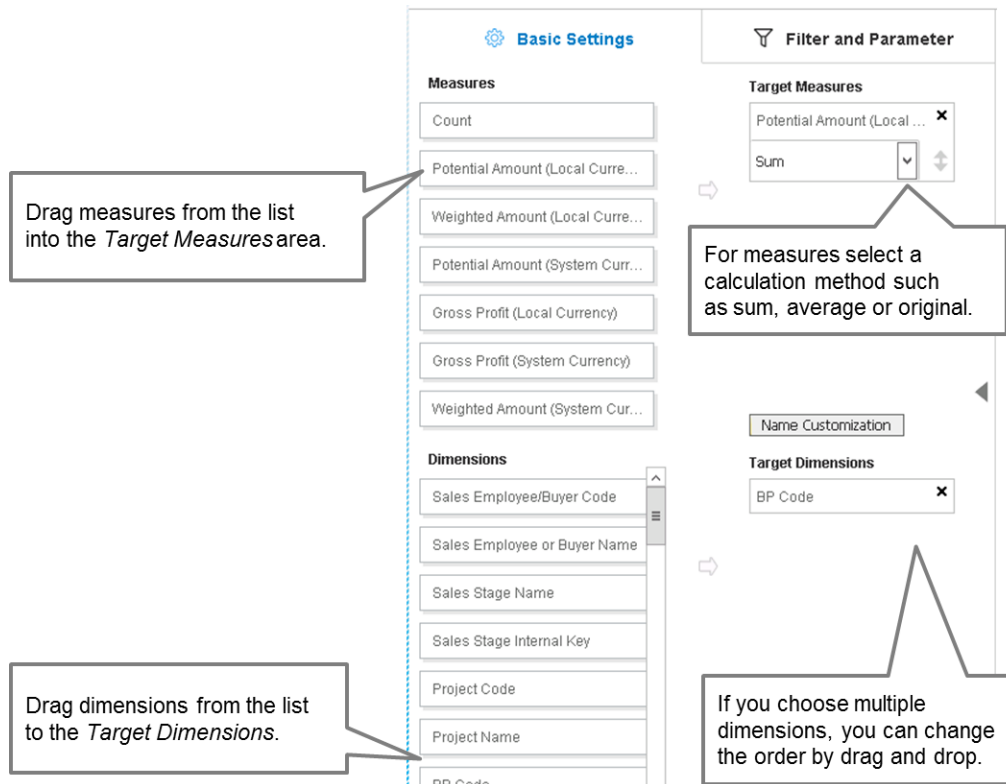 Basic Settings
Filter and Parameter
Measures
Count
Potential Amount (Local Curre...
Weighted Amount (Local Curre...
Potential Amount (System Curr...
Gross Profit (Local Currency)
Gross Profit (System Currency)
Weighted Amount (System Cur...
Dimensions
Sales Employee/Buyer Code
Sales Employee or Buyer Name
Sales Stage Name
Sales Stage Internal Key
Project Code
Project Name
BP Code
Target Measures
Potential Amount (Local ...
Sum
Name Customization
Target Dimensions
BP Code
Drag measures from the list
into the Target Measures area.
For measures select a
calculation method such
as sum, average or original.
Drag dimensions from the list
to the Target Dimensions.
If you choose multiple
dimensions, you can change
the order by drag and drop.